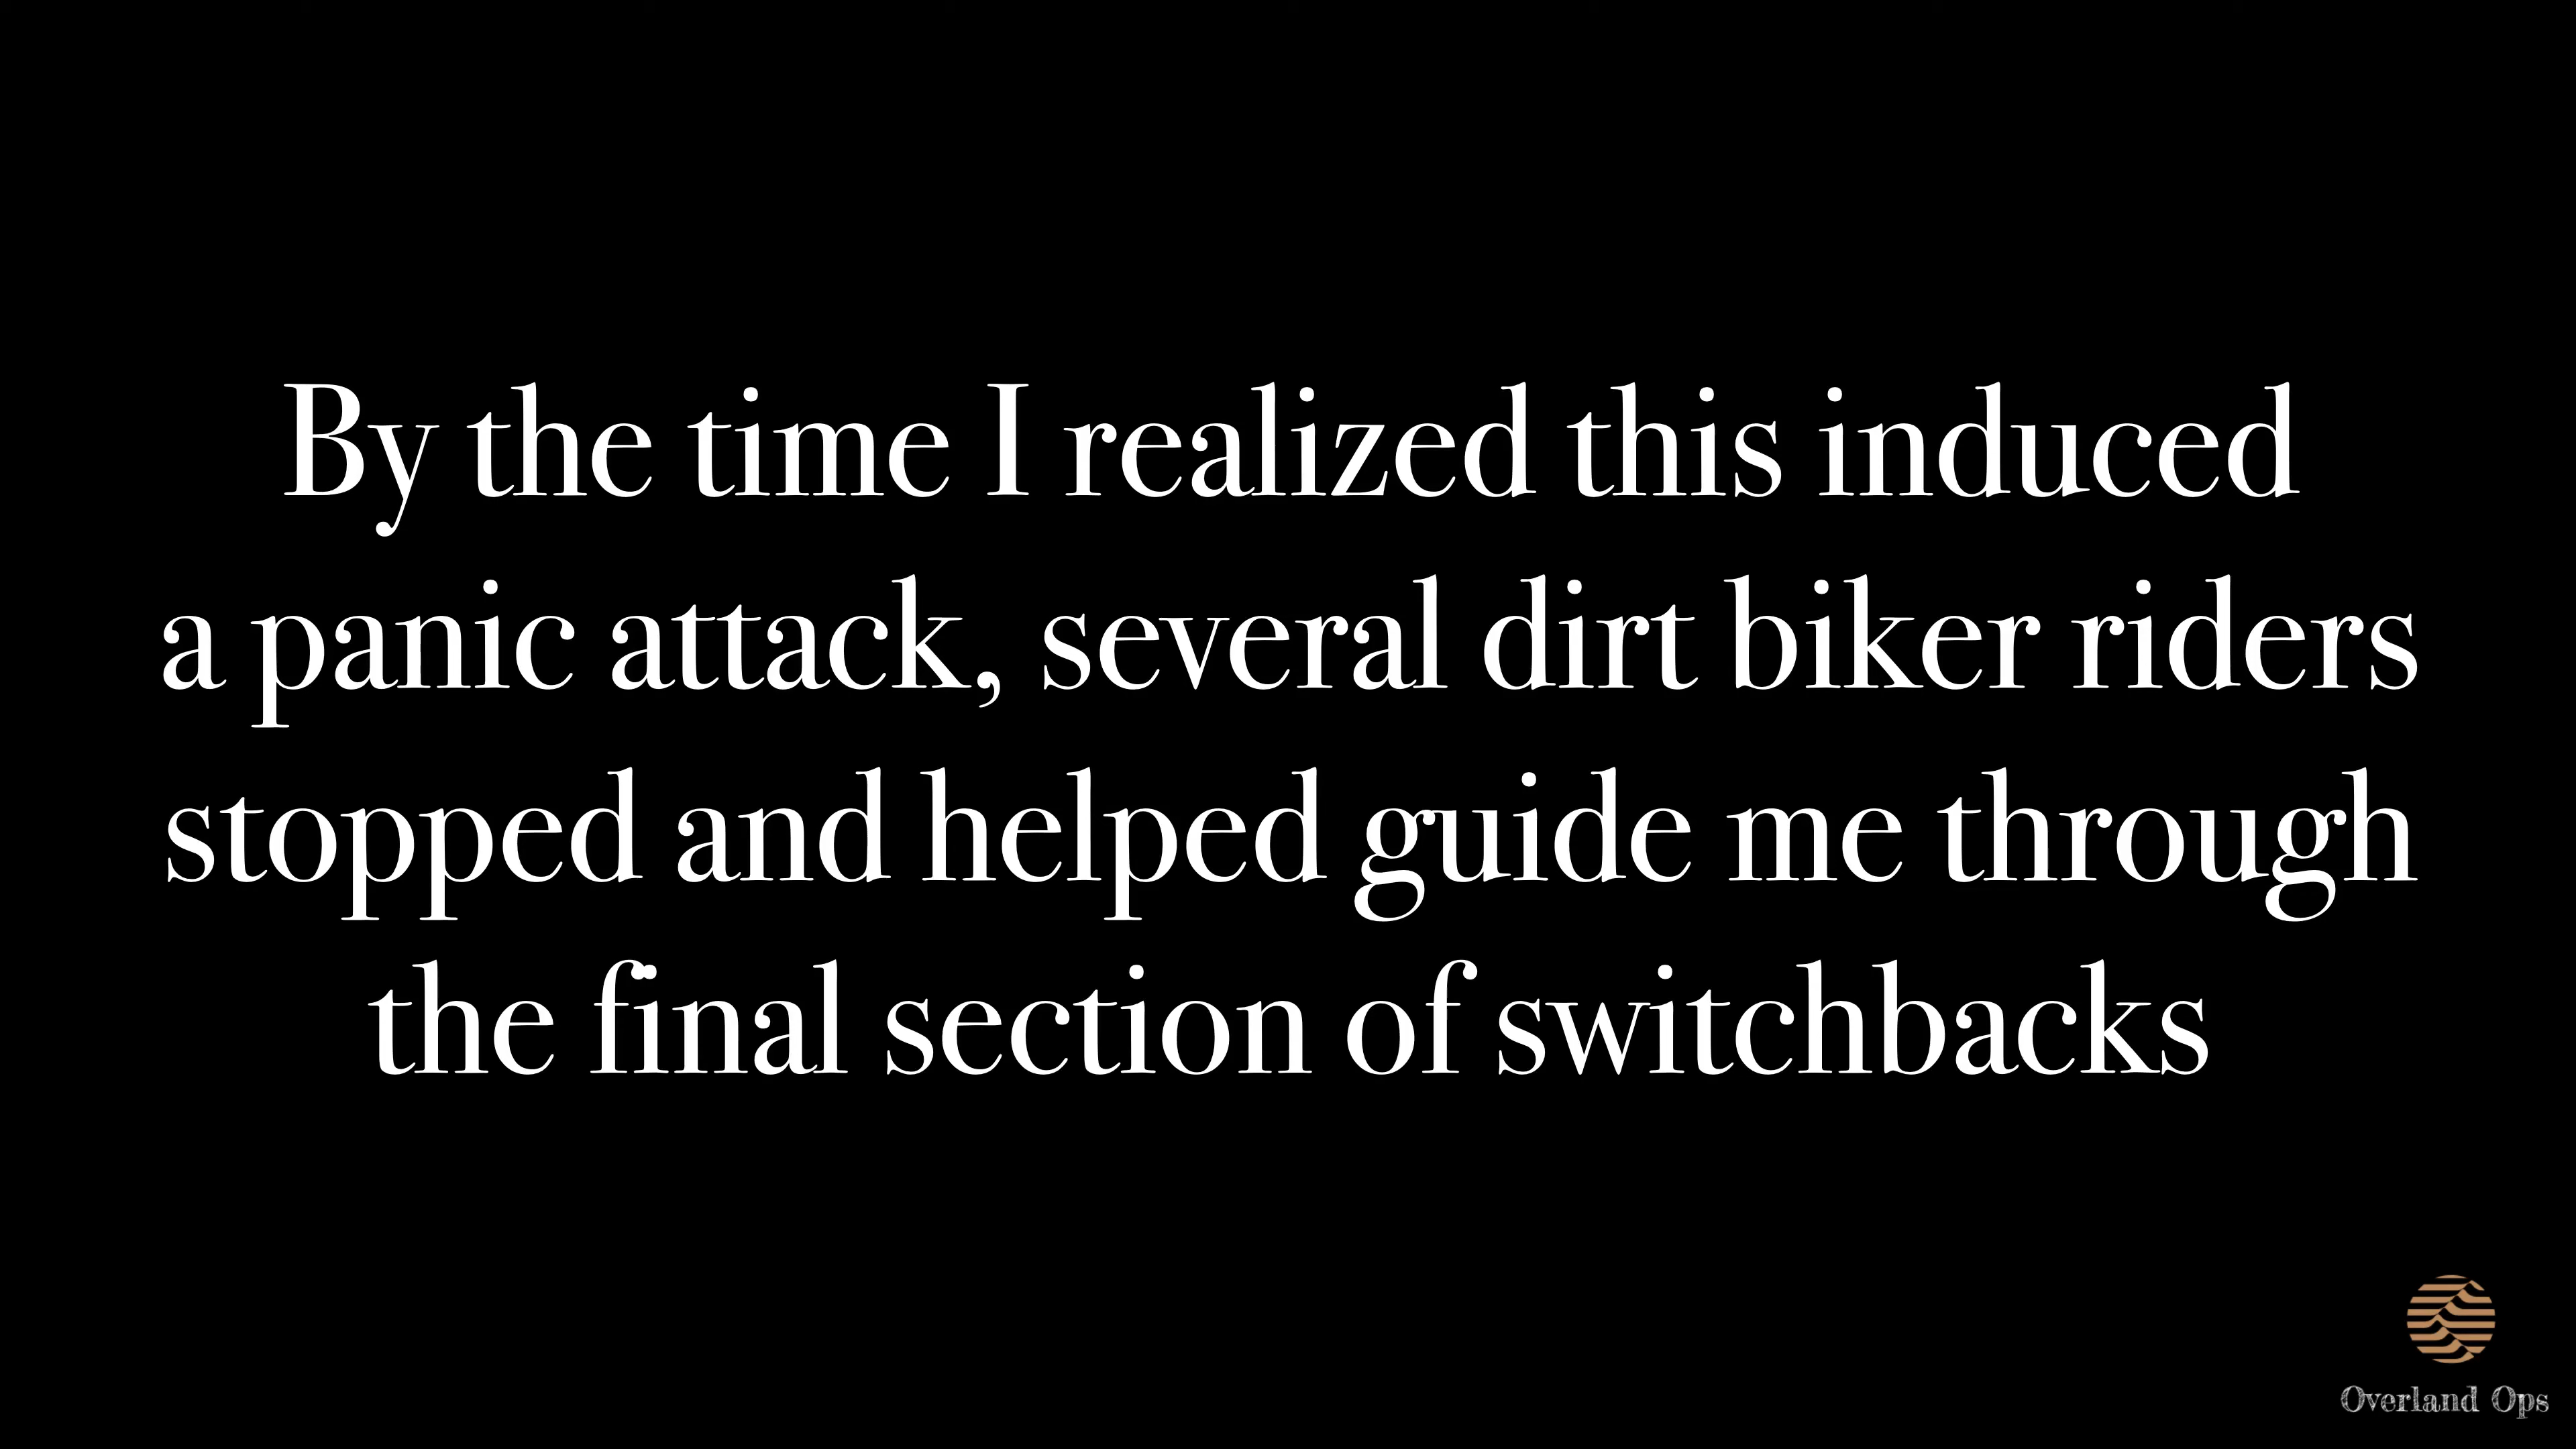 By the time I realized this induced
a panic attack, several dirt biker riders
stopped and helped guide me through
the final section of switchbacks
Overland Ops